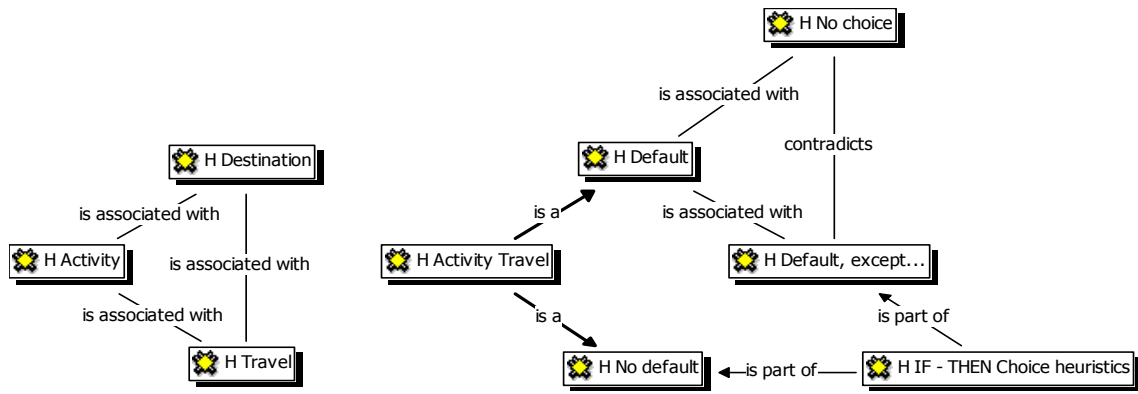 H No choice
is associated with
contradicts
H Destination
H Default
is associated with
is a
is associated with
H Activity
is associated with
H Activity Travel
H Default, except...
is associated with
is a
is part of
H Travel
H No default
is part of
H IF - THEN Choice heuristics